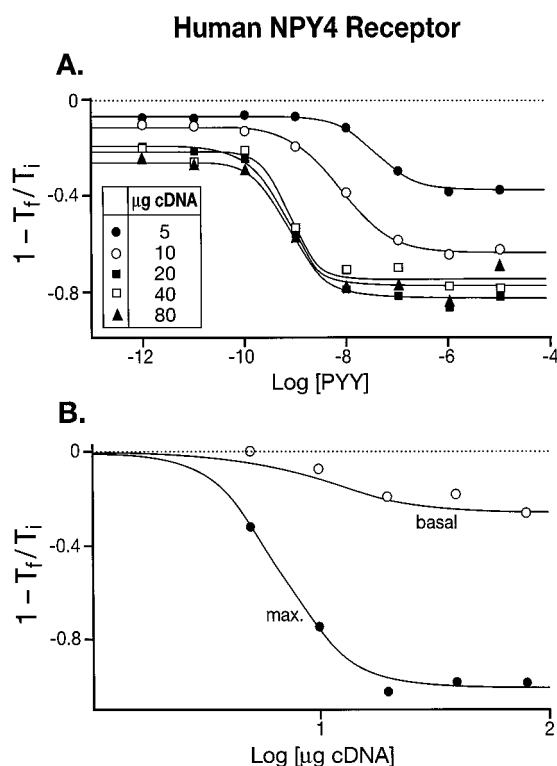 Human NPY4 Receptor
A.
0
-0.4
-0.8
1 – Tf/Ti
μg cDNA
5
10
20
40
80
-12 -10 -8 -6 -4
Log [PYY]
B.
0
-0.4
-0.8
1 – Tf/Ti
basal
max.
1 2
Log [μg cDNA]